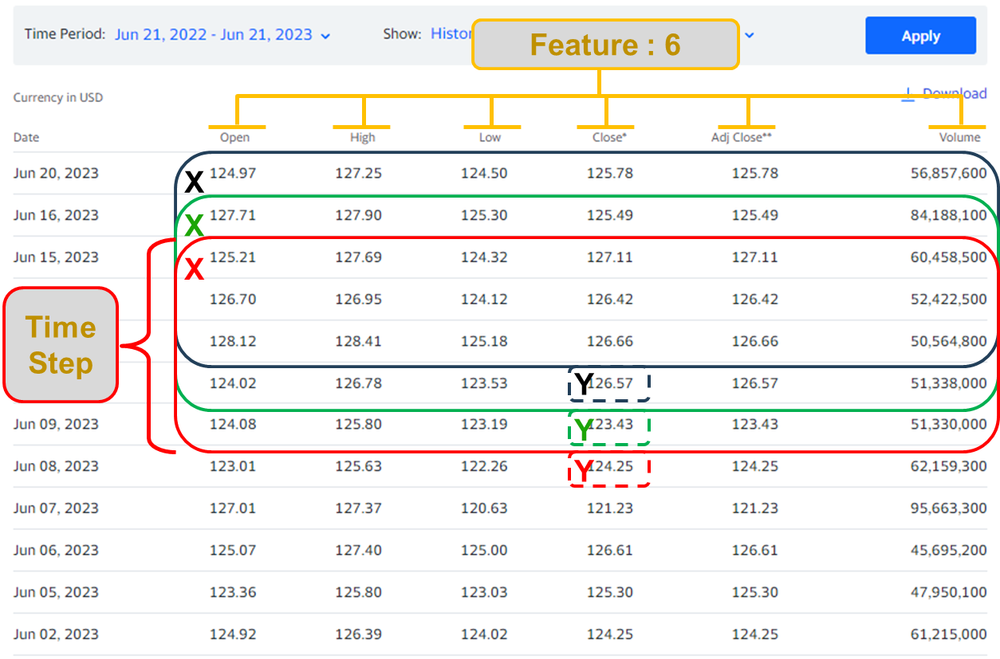 Time Period: Jun 21, 2022 - Jun 21, 2023 Show: Histor
Feature : 6
Apply
Currency in USD
Download
Date Open High Low Close* Adj Close** Volume
Jun 20, 2023 X 124.97 127.25 124.50 125.78 125.78 56,857,600
Jun 16, 2023 X 127.71 127.90 125.30 125.49 125.49 84,188,100
Jun 15, 2023 X 125.21 127.69 124.32 127.11 127.11 60,458,500
126.70 126.95 124.12 126.42 126.42 52,422,500
Time
Step
128.12 128.41 125.18 126.66 126.66 50,564,800
124.02 126.78 123.53 Y 126.57 126.57 51,338,000
Jun 09, 2023 124.08 125.80 123.19 Y 123.43 123.43 51,330,000
Jun 08, 2023 123.01 125.63 122.26 Y 124.25 124.25 62,159,300
Jun 07, 2023 127.01 127.37 120.63 121.23 121.23 95,663,300
Jun 06, 2023 125.07 127.40 125.00 126.61 126.61 45,695,200
Jun 05, 2023 123.36 125.80 123.03 125.30 125.30 47,950,100
Jun 02, 2023 124.92 126.39 124.02 124.25 124.25 61,215,000